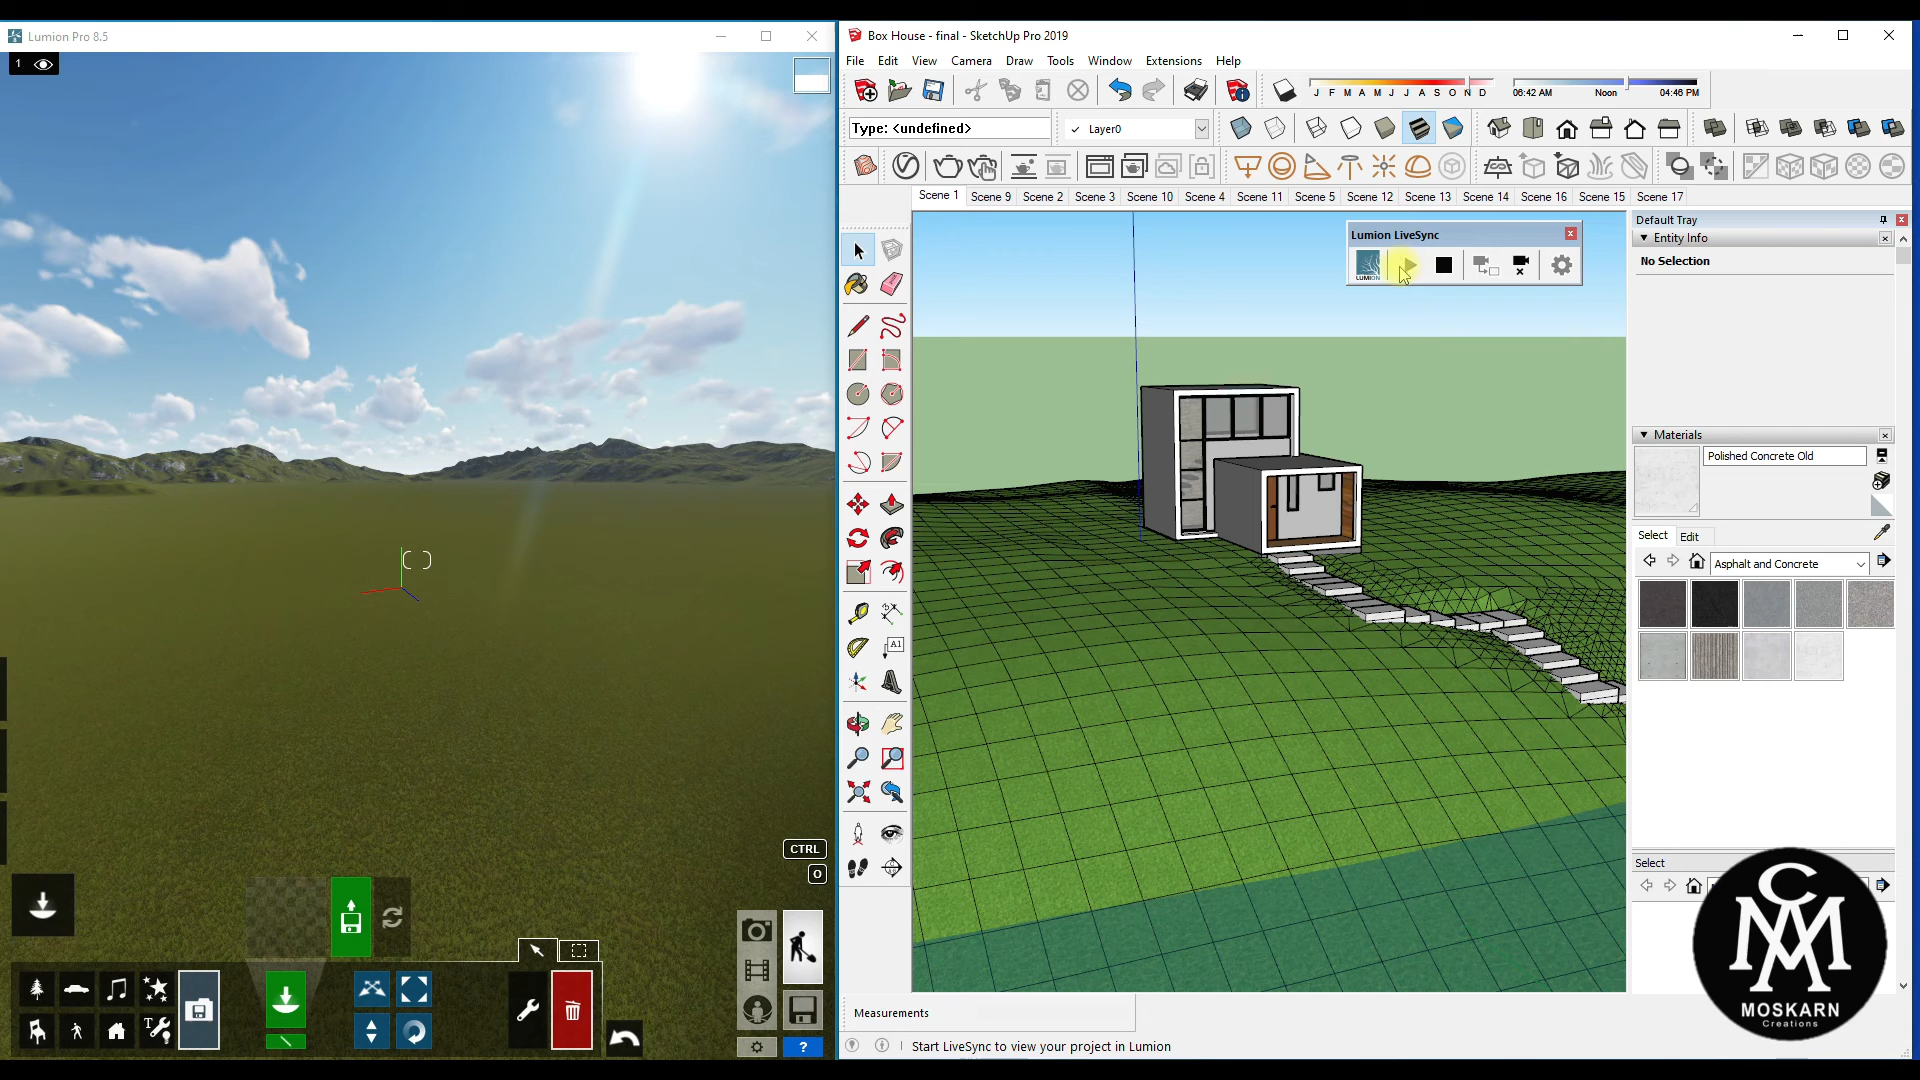 Lumion Pro 8.5
1
CTRL
O
?
Box House - final - SketchUp Pro 2019
File Edit View Camera Draw Tools Window Extensions Help
J F M A M J J A S O N D
06:42 AM Noon 04:46 PM
Type: <undefined>
Layer0
Scene 1 Scene 9 Scene 2 Scene 3 Scene 10 Scene 4 Scene 11 Scene 5 Scene 12 Scene 13 Scene 14 Scene 16 Scene 15 Scene 17
Lumion LiveSync
LUMION
A1
Default Tray
Entity Info
No Selection
Materials
Polished Concrete Old
Select Edit
Asphalt and Concrete
Select
CM
MOSKARN
Creations
Measurements
Start LiveSync to view your project in Lumion